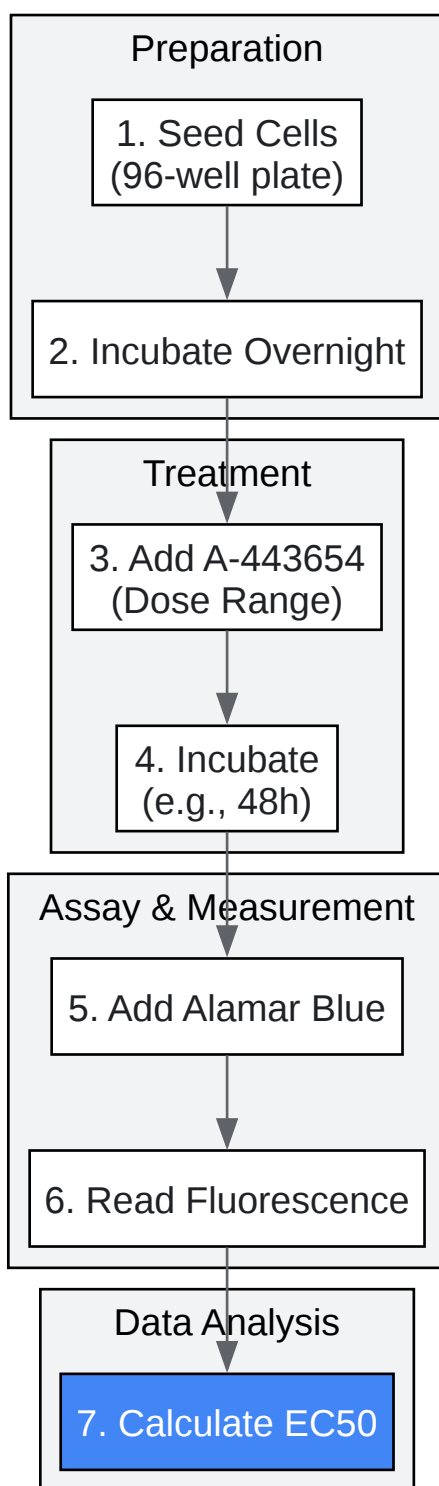 Preparation
1. Seed Cells
(96-well plate)
2. Incubate Overnight
Treatment
3. Add A-443654
(Dose Range)
4. Incubate
(e.g., 48h)
Assay & Measurement
5. Add Alamar Blue
6. Read Fluorescence
Data Analysis
7. Calculate EC50